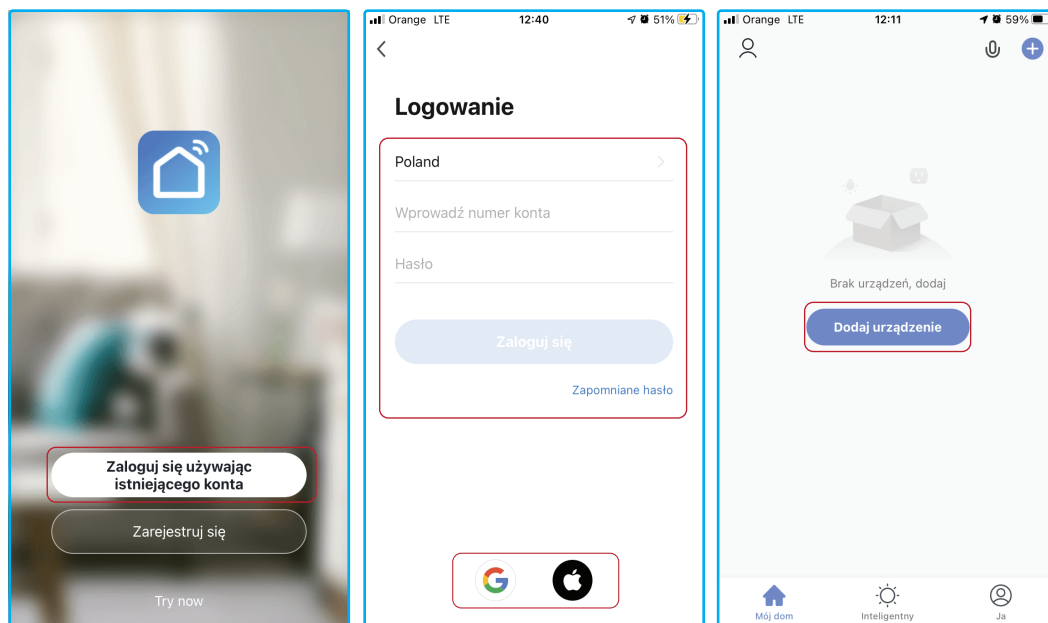 Zaloguj się używając
istniejącego konta
Zarejestruj się
Try now
Orange LTE 12:40 51%
Logowanie
Poland
Wprowadź numer konta
Hasło
Zaloguj się
Zapomniane hasło
Orange LTE 12:11 59%
Brak urządzeń, dodaj
Dodaj urządzenie
Mój dom Inteligentny Ja